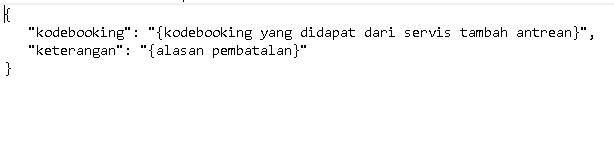 {
"kodebooking": "{kodebooking yang didapat dari servis tambah antrean}",
"keterangan": "{alasan pembatalan}"
}